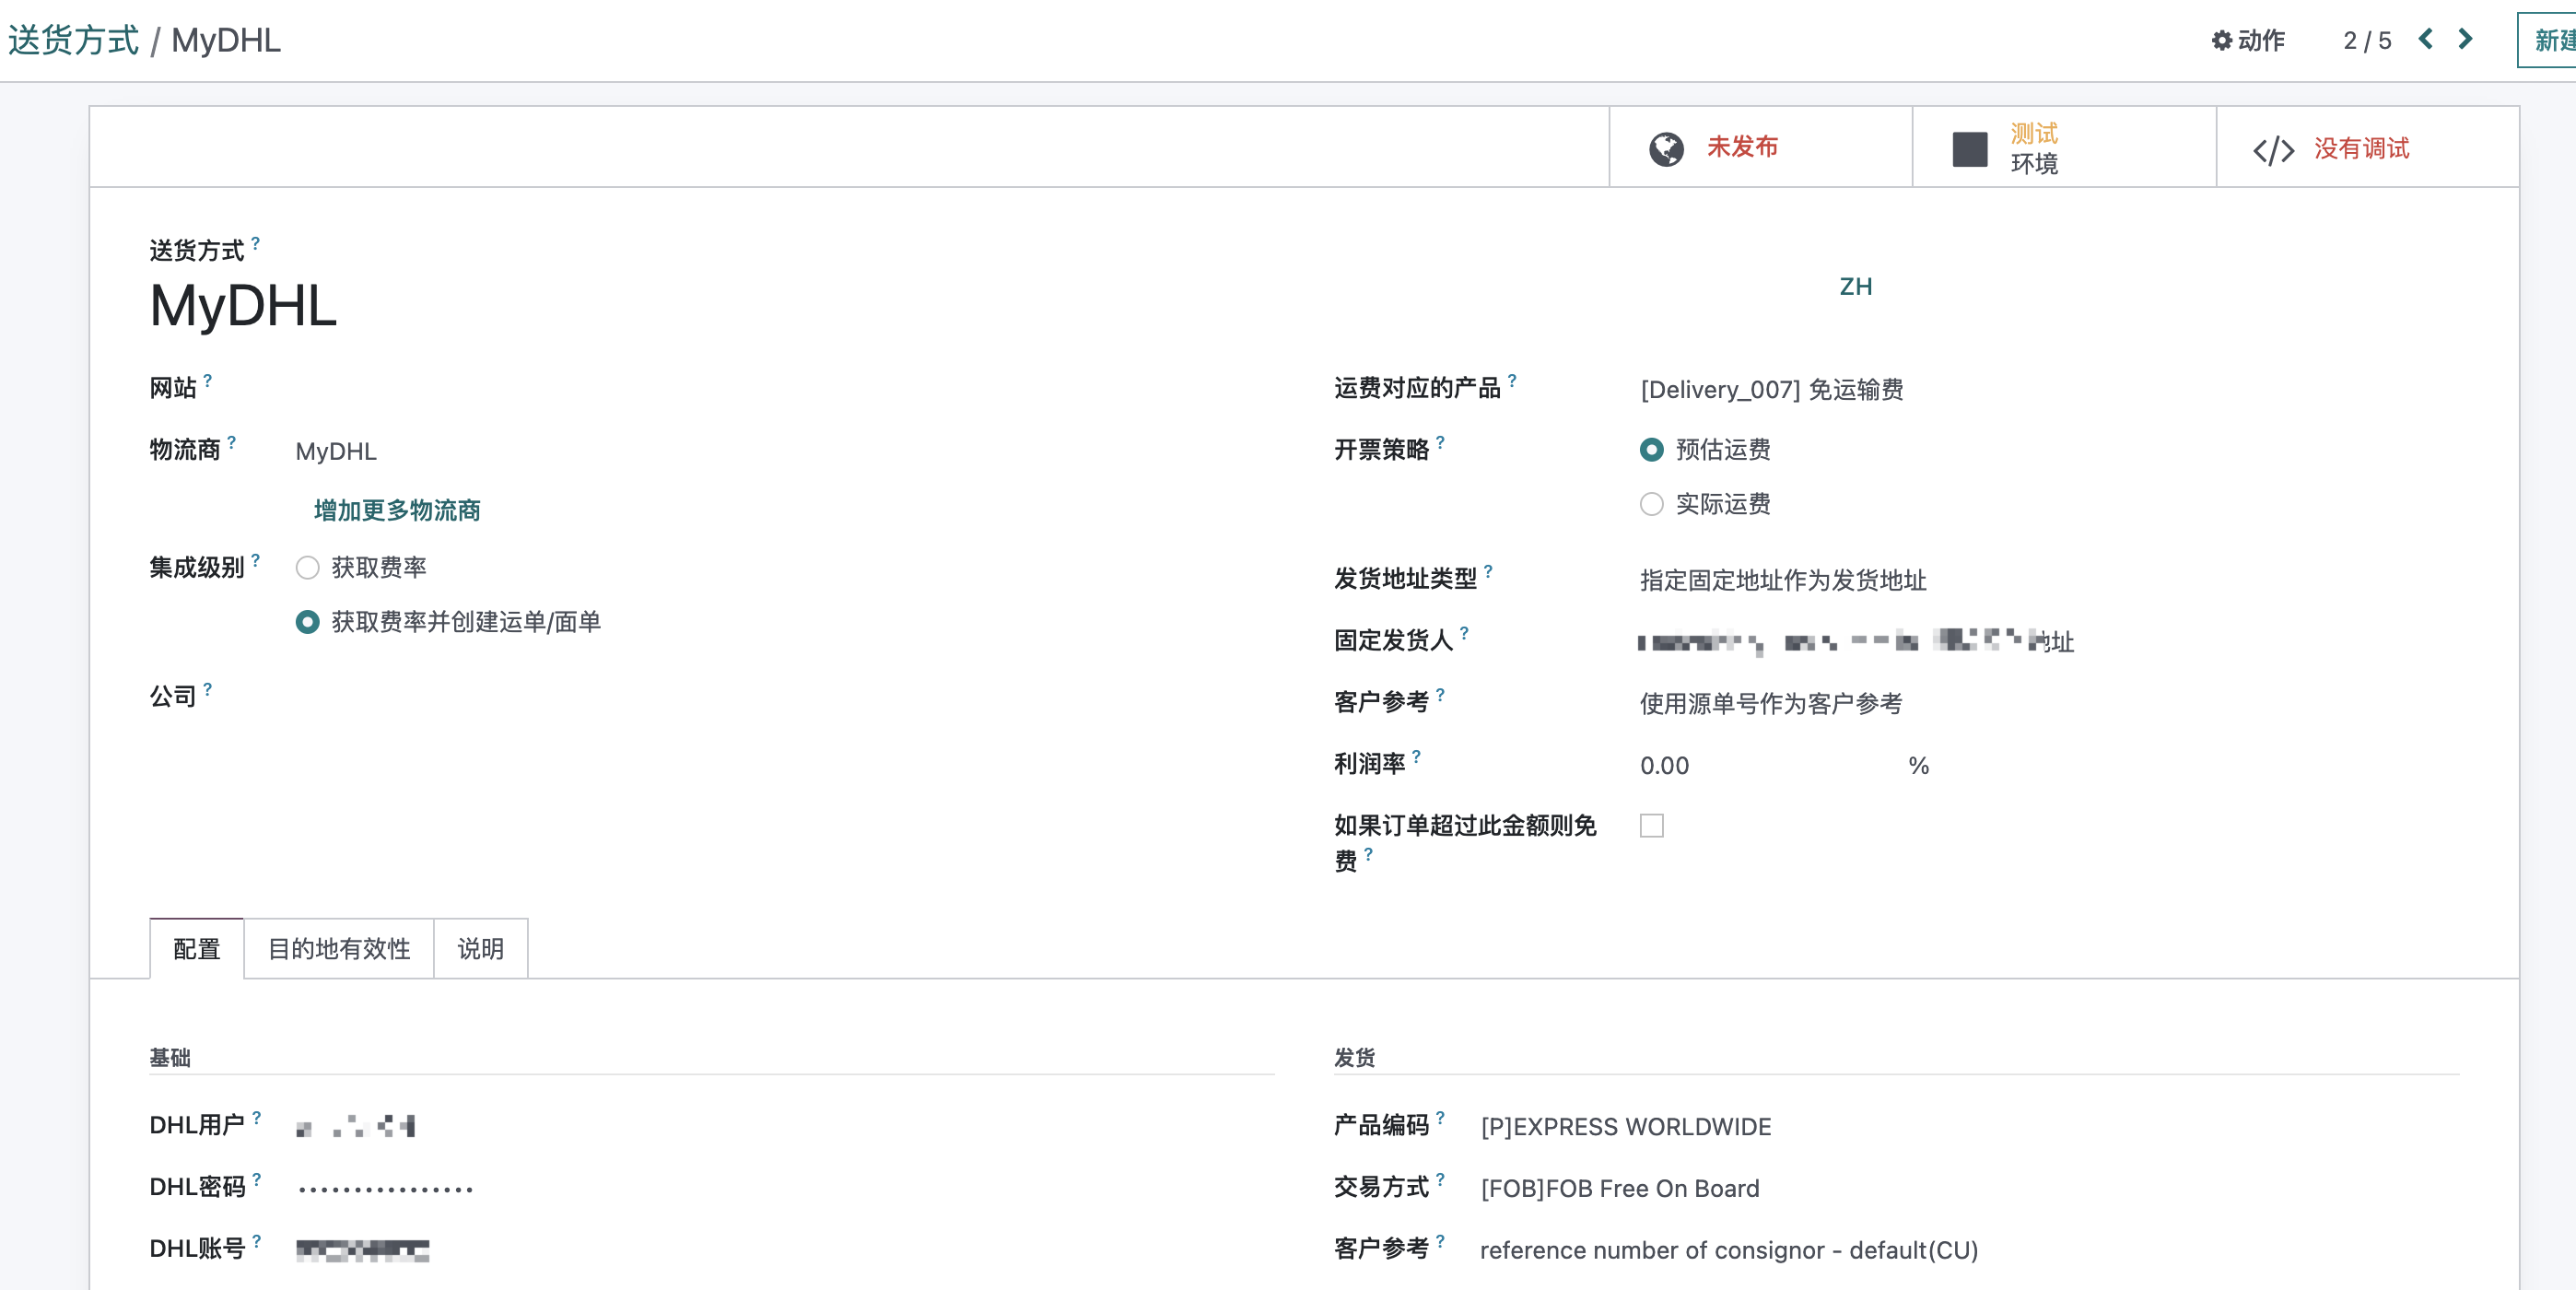 送货方式 / MyDHL
动作
2 / 5
新建
未发布
测试
环境
没有调试
送货方式 ?
MyDHL
ZH
网站 ?
物流商 ? MyDHL
增加更多物流商
集成级别 ? 获取费率
获取费率并创建运单/面单
公司 ?
运费对应的产品 ? [Delivery_007] 免运输费
开票策略 ? 预估运费
实际运费
发货地址类型 ? 指定固定地址作为发货地址
固定发货人 ? 址
客户参考 ? 使用源单号作为客户参考
利润率 ? 0.00 %
如果订单超过此金额则免
费 ?
配置
目的地有效性
说明
基础
DHL用户 ?
DHL密码 ? ................
DHL账号 ?
发货
产品编码 ? [P]EXPRESS WORLDWIDE
交易方式 ? [FOB]FOB Free On Board
客户参考 ? reference number of consignor - default(CU)